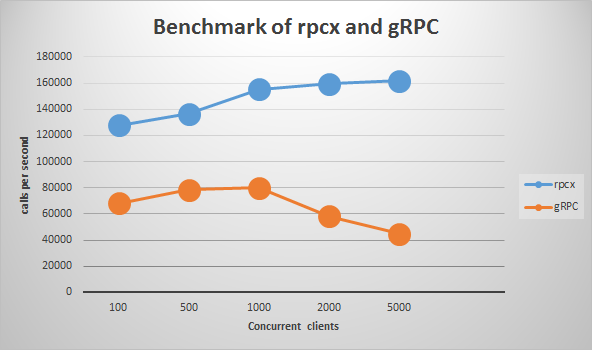 Benchmark of rpcx and gRPC
180000
160000
140000
120000
100000
80000
60000
40000
20000
0
calls per second
100 500 1000 2000 5000
Concurrent clients
rpcx
gRPC